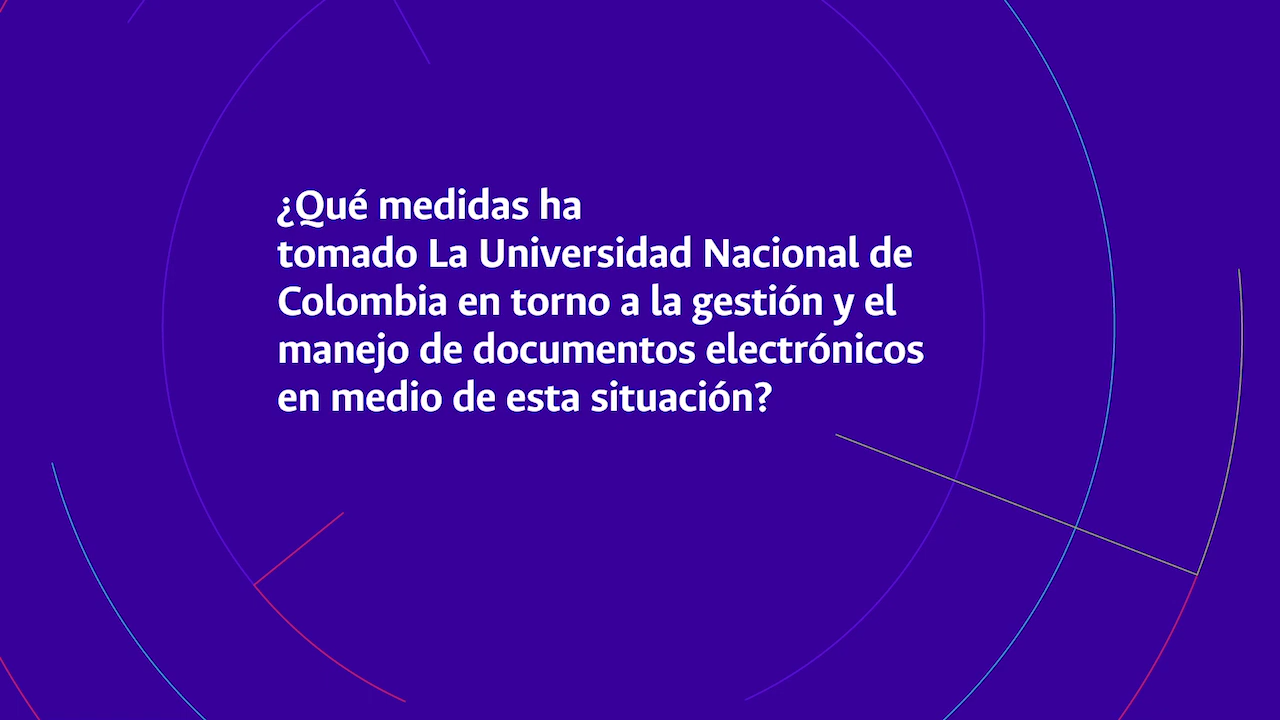 ¿Qué medidas ha
tomado La Universidad Nacional de
Colombia en torno a la gestión y el
manejo de documentos electrónicos
en medio de esta situación?